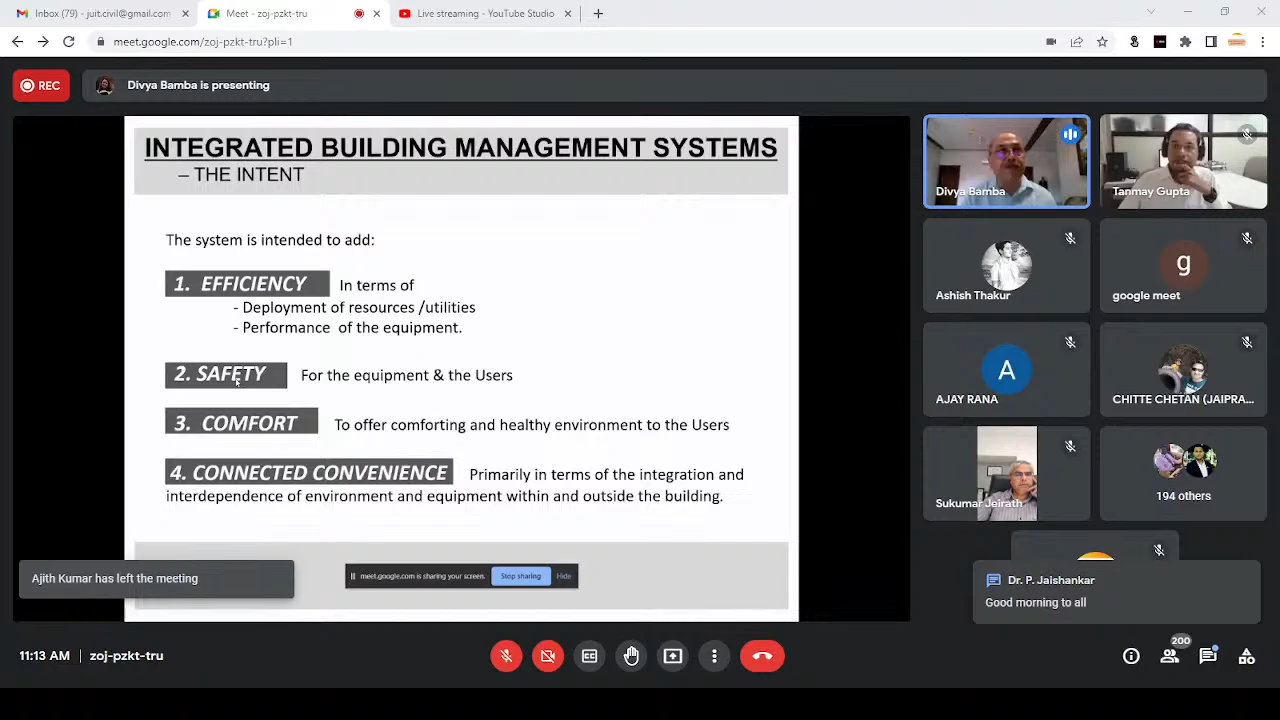 Inbox (79) - juit.civil@gmail.com
Meet - zoj-pzkt-tru
Live streaming - YouTube Studio
meet.google.com/zoj-pzkt-tru?pli=1
REC
Divya Bamba is presenting
INTEGRATED BUILDING MANAGEMENT SYSTEMS
– THE INTENT
The system is intended to add:
1. EFFICIENCY In terms of
- Deployment of resources /utilities
- Performance of the equipment.
2. SAFETY For the equipment & the Users
3. COMFORT To offer comforting and healthy environment to the Users
4. CONNECTED CONVENIENCE Primarily in terms of the integration and
interdependence of environment and equipment within and outside the building.
meet.google.com is sharing your screen. Stop sharing Hide
Ajith Kumar has left the meeting
Divya Bamba
Tanmay Gupta
Ashish Thakur
g
google meet
A
AJAY RANA
CHITTE CHETAN (JAIPRA...
Sukumar Jeirath
194 others
Dr. P. Jaishankar
Good morning to all
11:13 AM | zoj-pzkt-tru
200